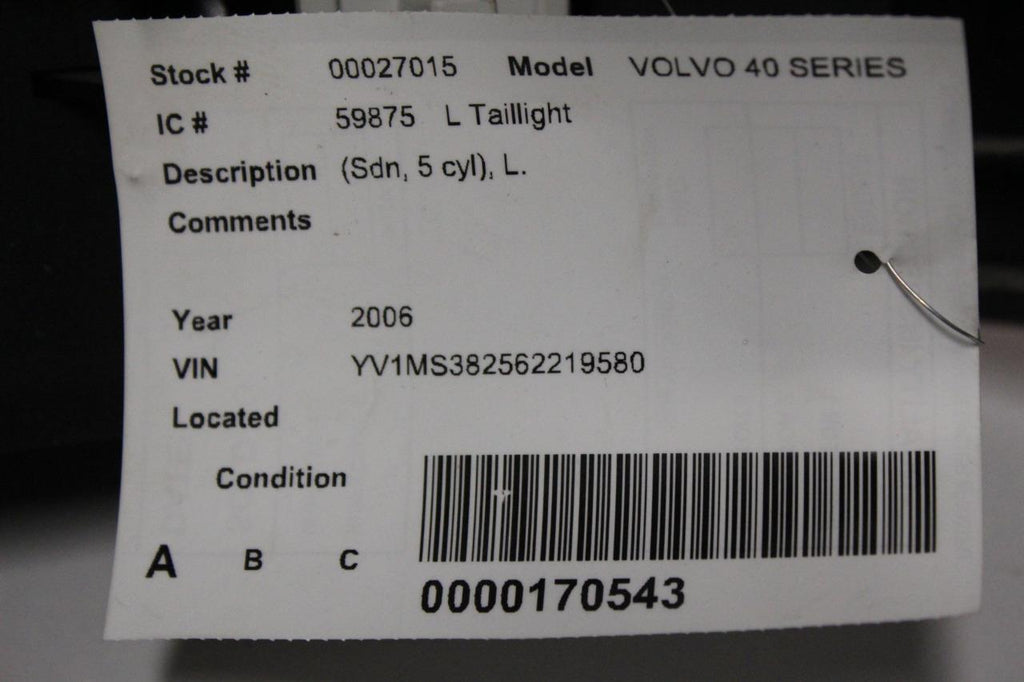 Stock # 00027015 Model VOLVO 40 SERIES
IC # 59875 L Taillight
Description (Sdn, 5 cyl), L.
Comments
Year 2006
VIN YV1MS382562219580
Located
Condition
A B C
0000170543